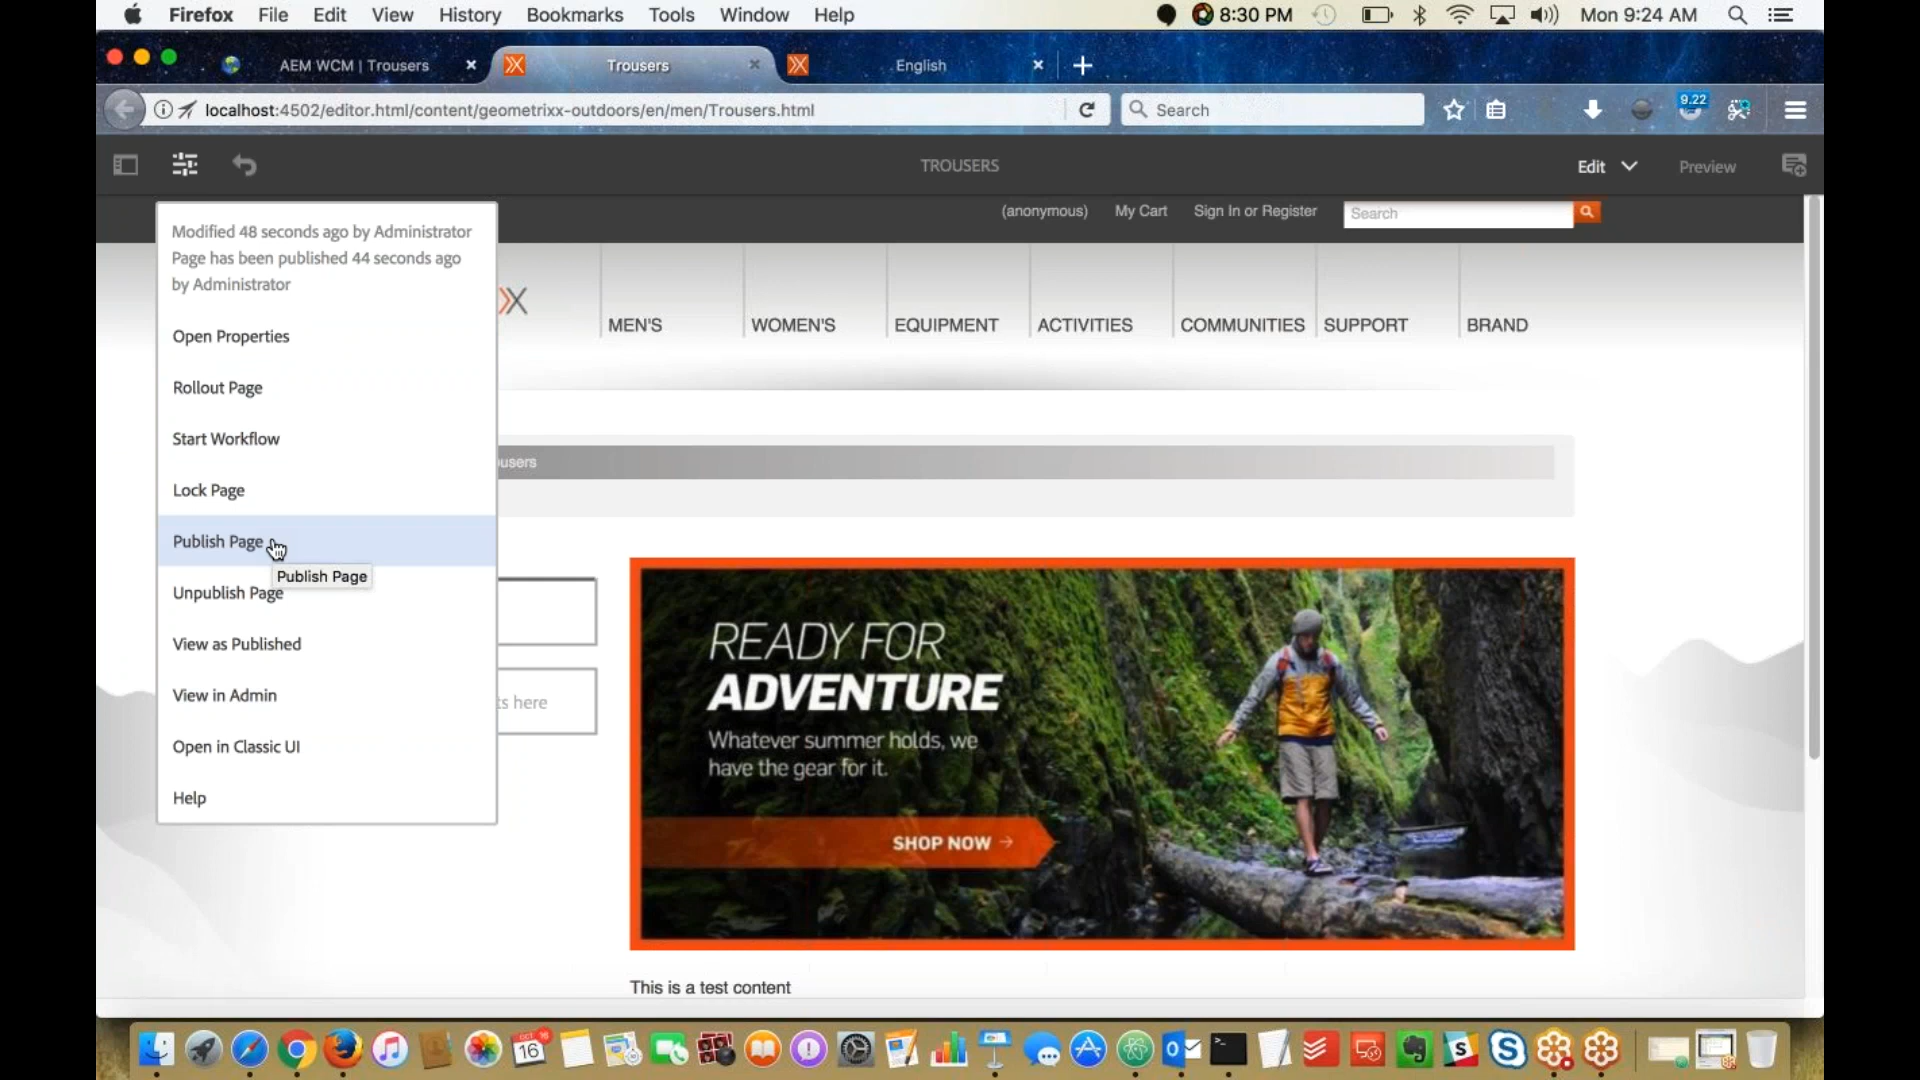 Firefox File Edit View History Bookmarks Tools Window Help 8:30 PM Mon 9:24 AM
AEM WCM | Trousers Trousers English
localhost:4502/editor.html/content/geometrixx-outdoors/en/men/Trousers.html Search 9.22
TROUSERS Edit Preview
(anonymous) My Cart Sign In or Register Search
Modified 48 seconds ago by Administrator
Page has been published 44 seconds ago
by Administrator
Open Properties
Rollout Page
Start Workflow
Lock Page
Publish Page
Publish Page
Unpublish Page
View as Published
View in Admin
Open in Classic UI
Help
MEN'S WOMEN'S EQUIPMENT ACTIVITIES COMMUNITIES SUPPORT BRAND
users
ts here
READY FOR
ADVENTURE
Whatever summer holds, we
have the gear for it.
SHOP NOW →
This is a test content
OCT
16